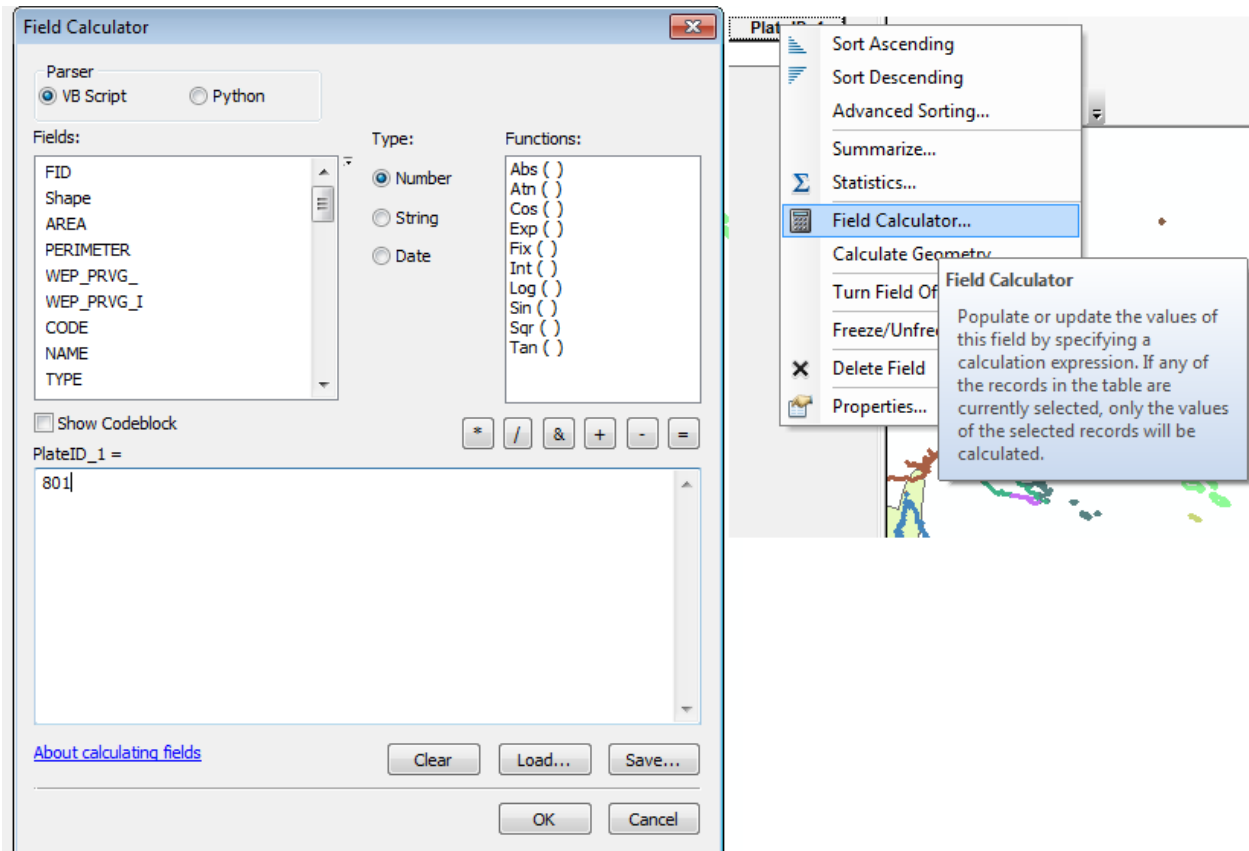 Field Calculator
Parser
VB Script
Python
Fields:
FID
Shape
AREA
PERIMETER
WEP_PRVG_
WEP_PRVG_I
CODE
NAME
TYPE
Type:
Number
String
Date
Functions:
Abs ( )
Atn ( )
Cos ( )
Exp ( )
Fix ( )
Int ( )
Log ( )
Sin ( )
Sqr ( )
Tan ( )
Show Codeblock
* / & + - =
PlateID_1 =
801
About calculating fields
Clear
Load...
Save...
OK
Cancel
Sort Ascending
Sort Descending
Advanced Sorting...
Summarize...
Σ Statistics...
Field Calculator...
Calculate Geometry
Turn Field Of
Freeze/Unfre
Delete Field
Properties...
Field Calculator
Populate or update the values of
this field by specifying a
calculation expression. If any of
the records in the table are
currently selected, only the values
of the selected records will be
calculated.